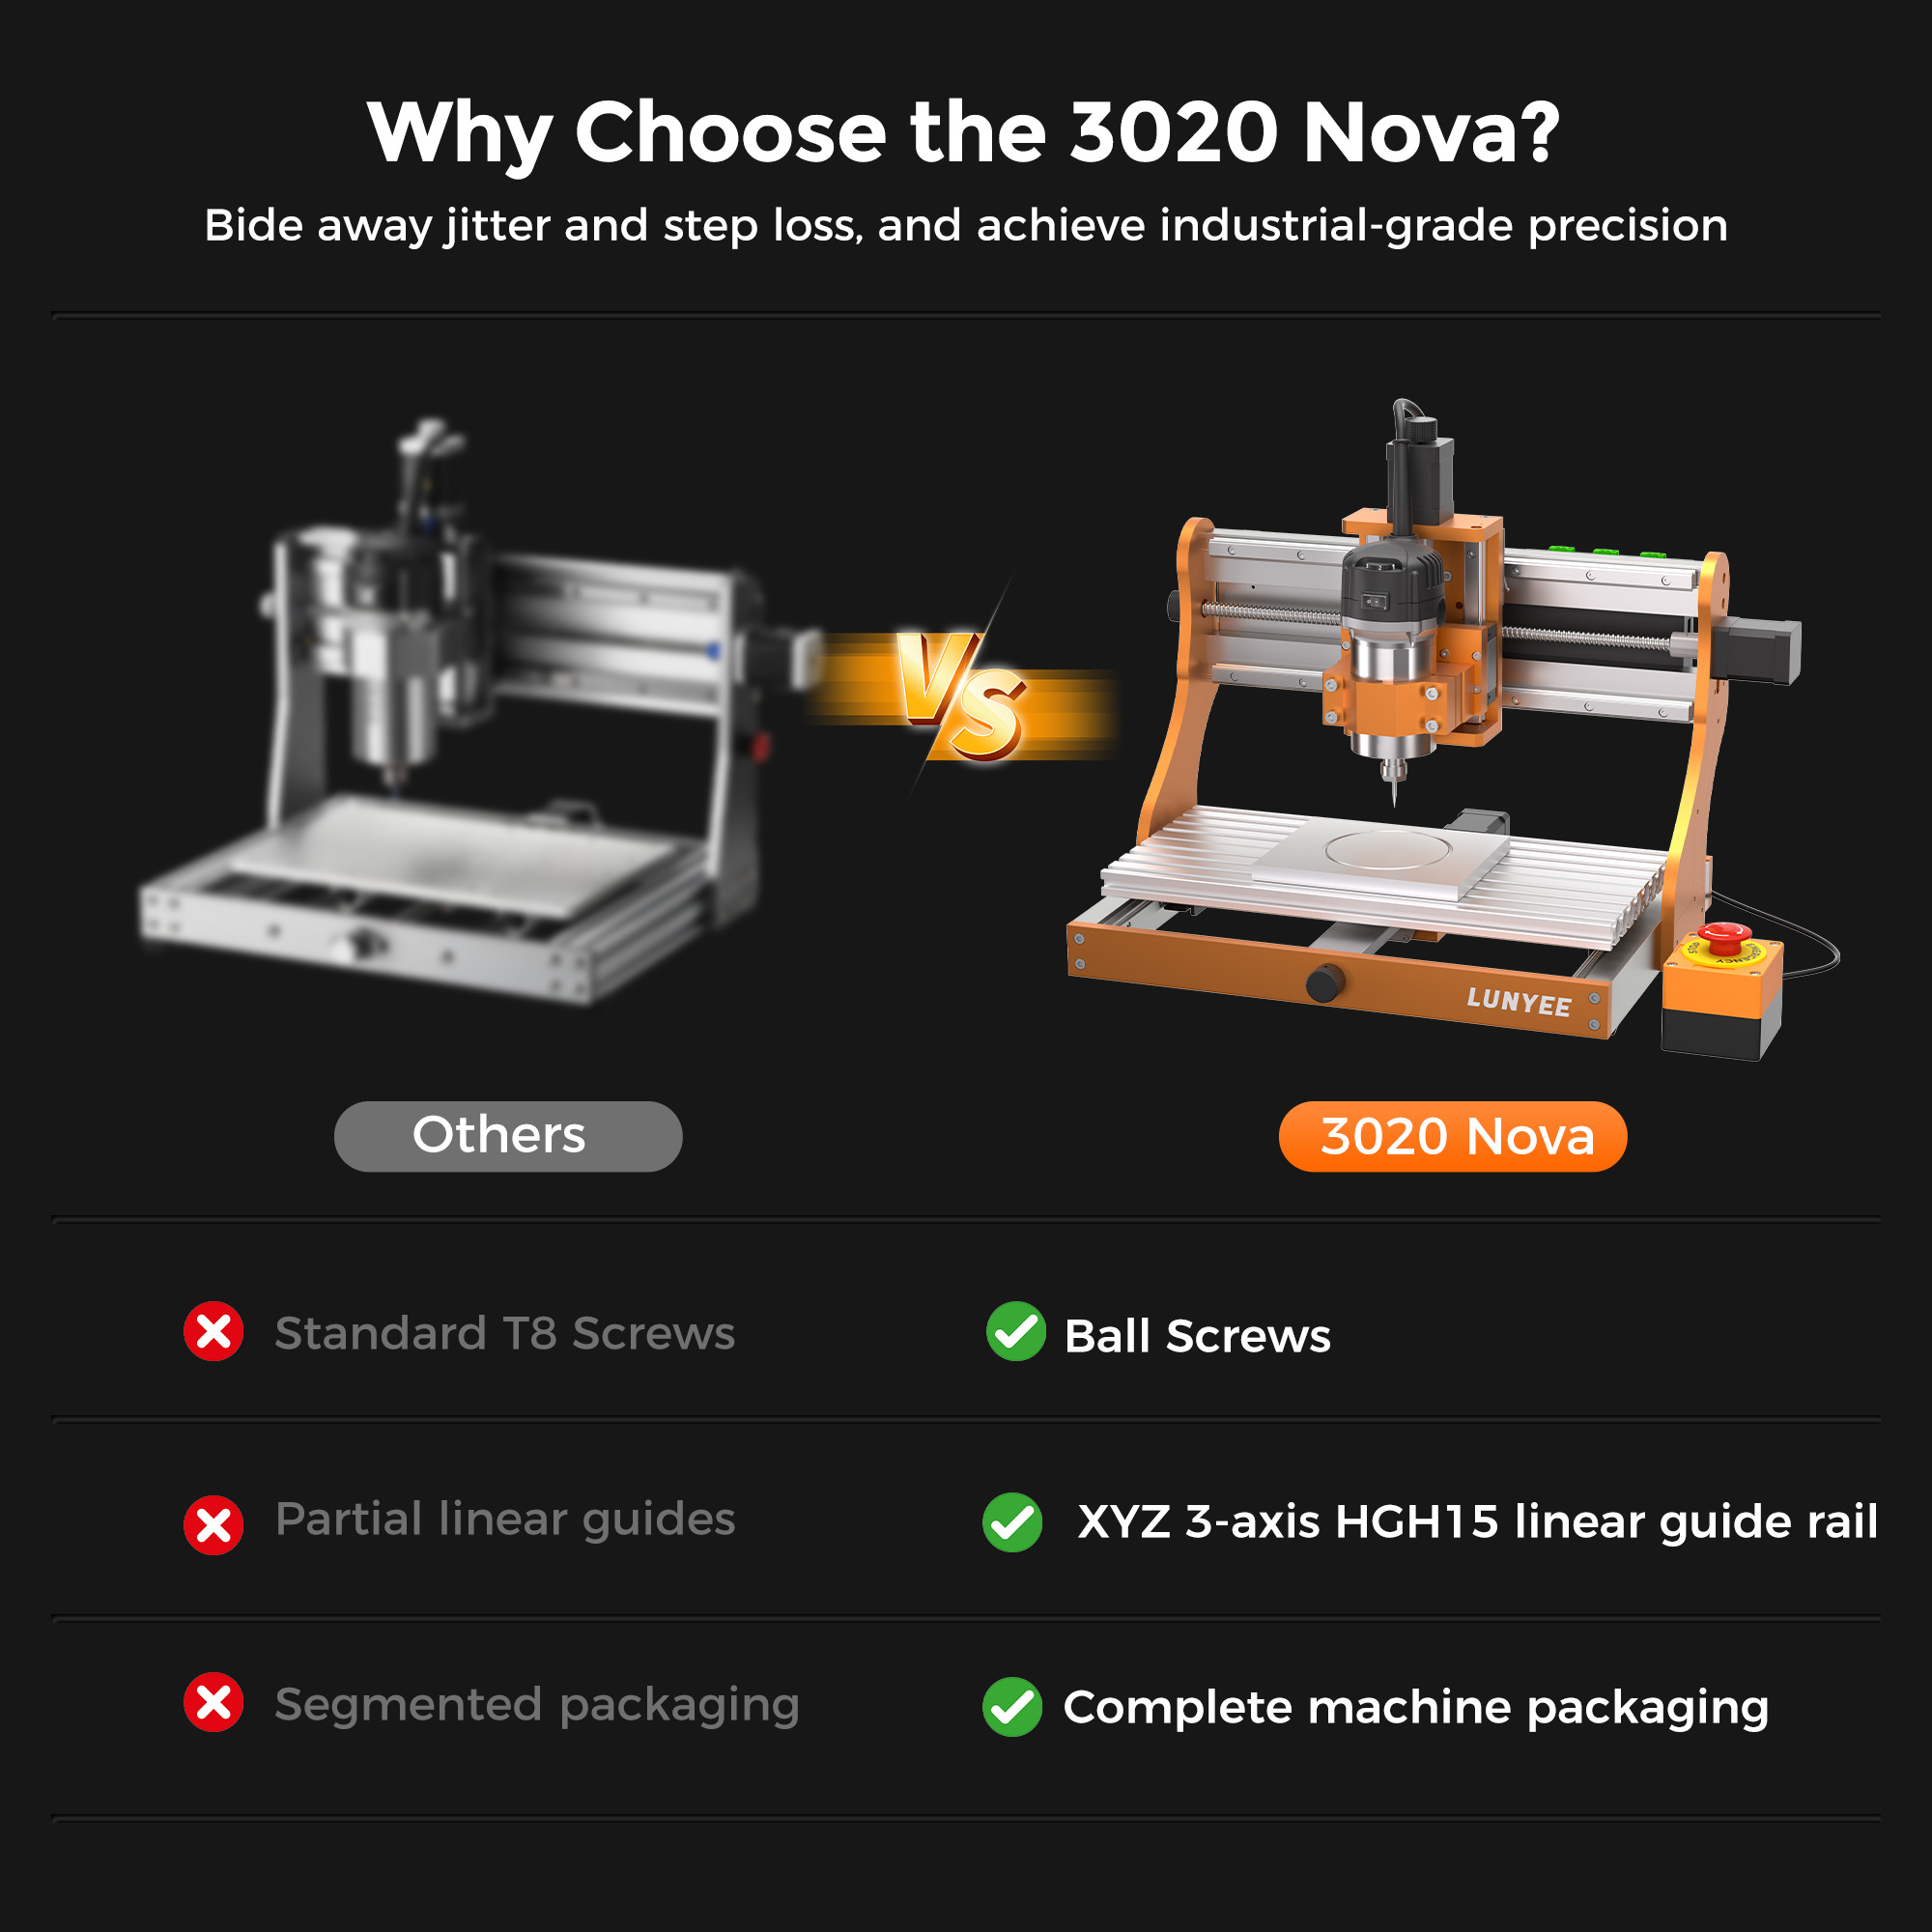 Why Choose the 3020 Nova?
Bide away jitter and step loss, and achieve industrial-grade precision
VS
LUNYEE
Others
3020 Nova
Standard T8 Screws
Ball Screws
Partial linear guides
XYZ 3-axis HGH15 linear guide rail
Segmented packaging
Complete machine packaging